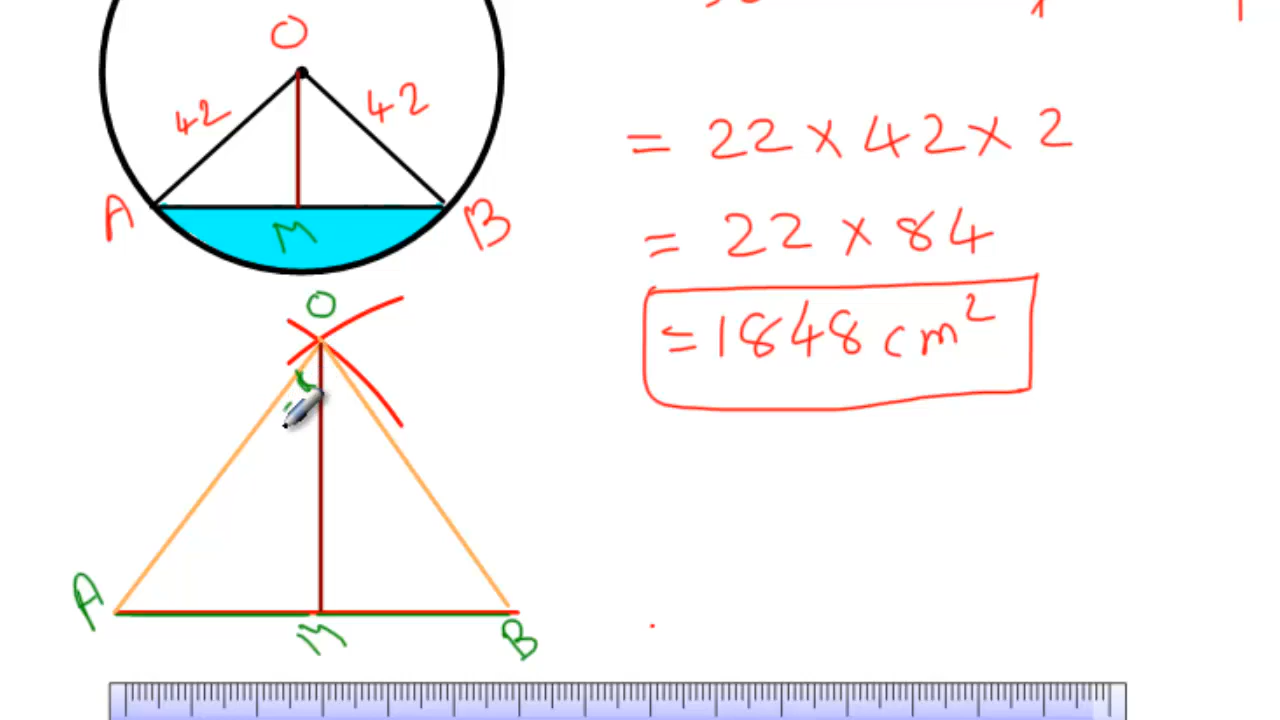 O
42
42
A
M
B
= 22 × 42 × 2
= 22 × 84
= 1848 cm²
O
A
M
B